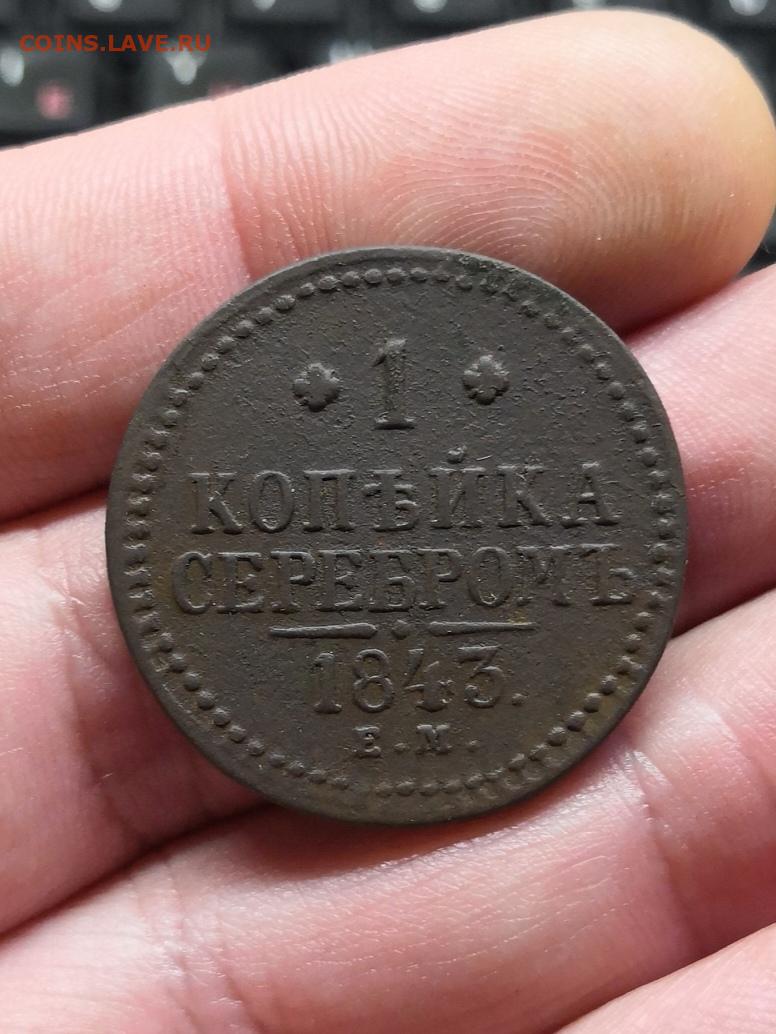 COINS.LAVE.RU
1
КОПѢЙКА
СЕРЕБРОМЪ
1843.
Е.М.